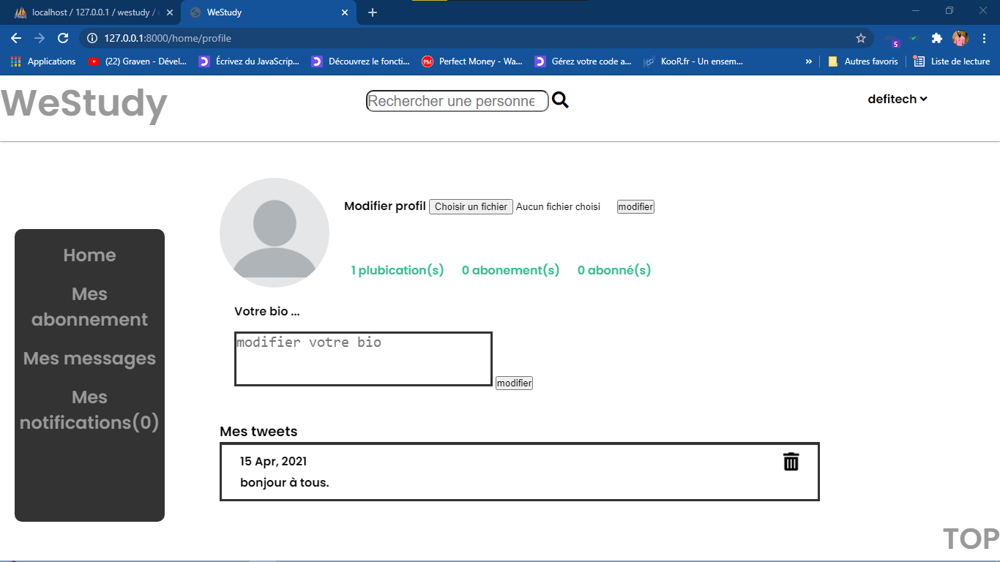 localhost / 127.0.0.1 / westudy /
WeStudy
127.0.0.1:8000/home/profile
5
Applications
(22) Graven - Dével...
Écrivez du JavaScrip...
Découvrez le foncti...
PM
Perfect Money - Wa...
Gérez votre code a...
KooR.fr - Un ensem...
»
Autres favoris
Liste de lecture
WeStudy
Rechercher une personne
defitech
Modifier profil
Choisir un fichier
Aucun fichier choisi
modifier
1 plubication(s)
0 abonement(s)
0 abonné(s)
Home
Mes
abonnement
Mes messages
Mes
notifications(0)
Votre bio ...
modifier votre bio
modifier
Mes tweets
15 Apr, 2021
bonjour à tous.
TOP